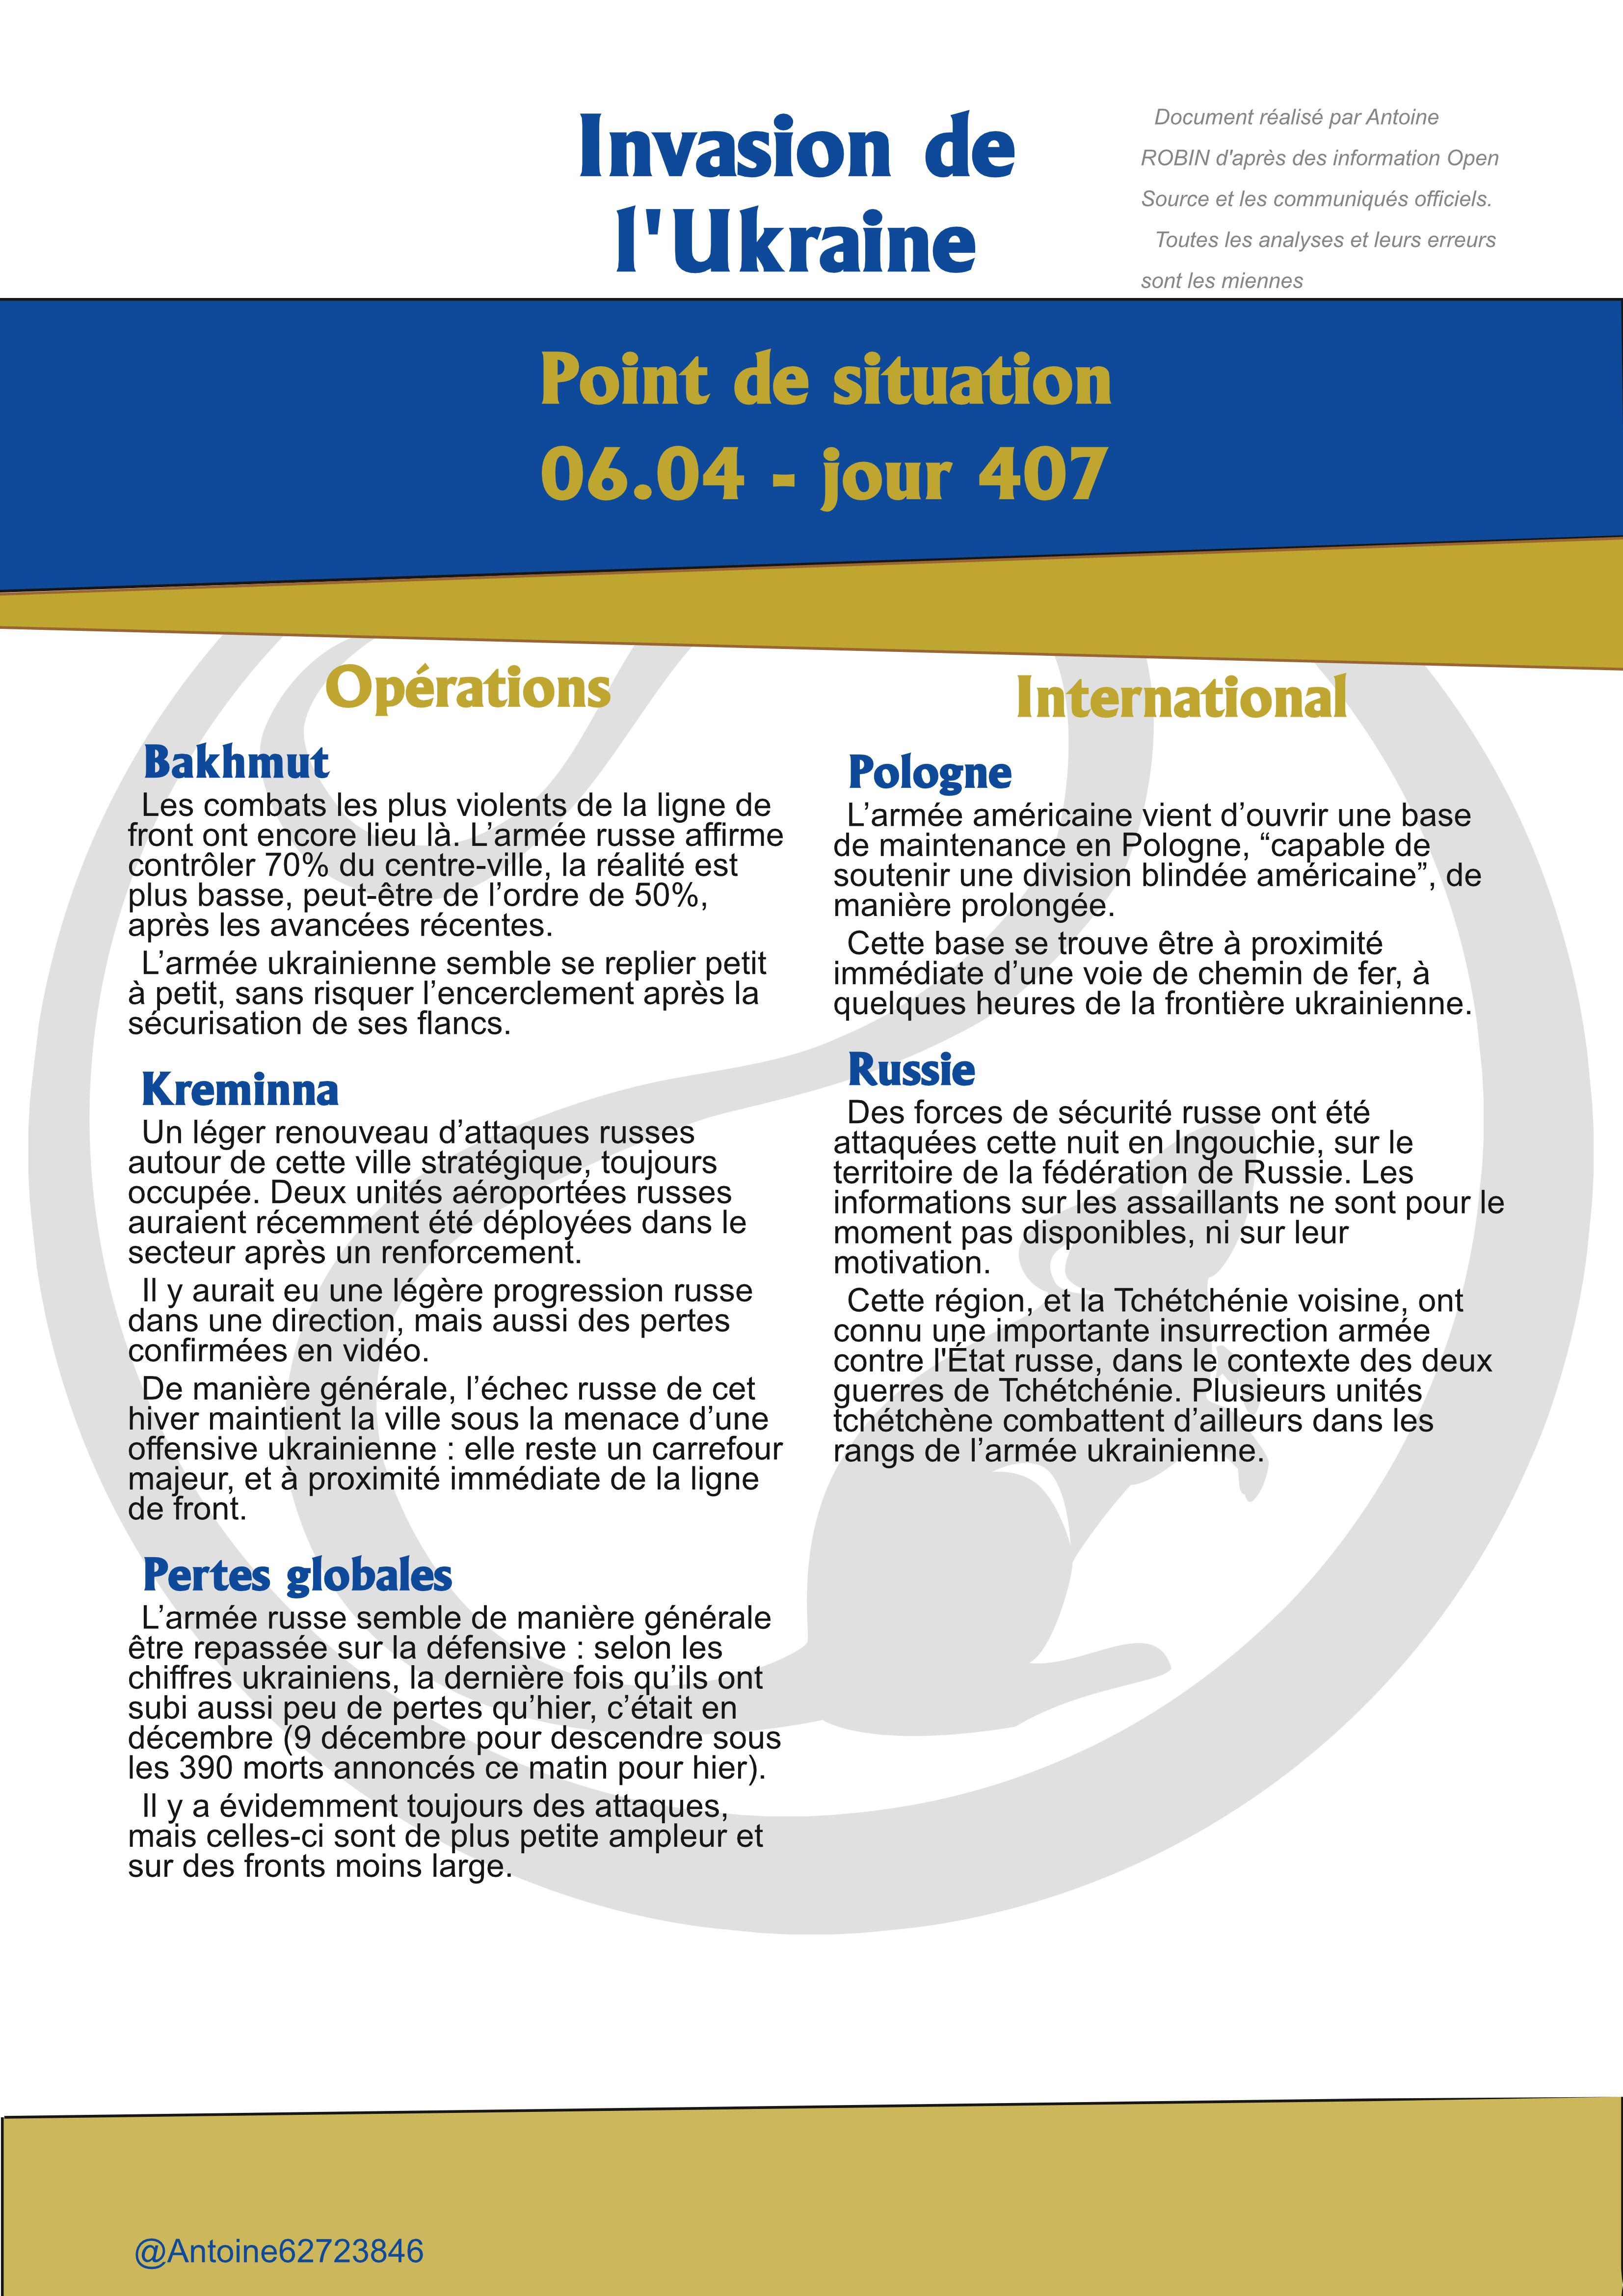 Invasion de
l'Ukraine
Document réalisé par Antoine
ROBIN d'après des information Open
Source et les communiqués officiels.
Toutes les analyses et leurs erreurs
sont les miennes
Point de situation
06.04 - jour 407
Opérations
Bakhmut
Les combats les plus violents de la ligne de
front ont encore lieu là. L’armée russe affirme
contrôler 70% du centre-ville, la réalité est
plus basse, peut-être de l’ordre de 50%,
après les avancées récentes.
L’armée ukrainienne semble se replier petit
à petit, sans risquer l’encerclement après la
sécurisation de ses flancs.
Kreminna
Un léger renouveau d’attaques russes
autour de cette ville stratégique, toujours
occupée. Deux unités aéroportées russes
auraient récemment été déployées dans le
secteur après un renforcement.
Il y aurait eu une légère progression russe
dans une direction, mais aussi des pertes
confirmées en vidéo.
De manière générale, l’échec russe de cet
hiver maintient la ville sous la menace d’une
offensive ukrainienne : elle reste un carrefour
majeur, et à proximité immédiate de la ligne
de front.
Pertes globales
L’armée russe semble de manière générale
être repassée sur la défensive : selon les
chiffres ukrainiens, la dernière fois qu’ils ont
subi aussi peu de pertes qu’hier, c’était en
décembre (9 décembre pour descendre sous
les 390 morts annoncés ce matin pour hier).
Il y a évidemment toujours des attaques,
mais celles-ci sont de plus petite ampleur et
sur des fronts moins large.
International
Pologne
L’armée américaine vient d’ouvrir une base
de maintenance en Pologne, “capable de
soutenir une division blindée américaine”, de
manière prolongée.
Cette base se trouve être à proximité
immédiate d’une voie de chemin de fer, à
quelques heures de la frontière ukrainienne.
Russie
Des forces de sécurité russe ont été
attaquées cette nuit en Ingouchie, sur le
territoire de la fédération de Russie. Les
informations sur les assaillants ne sont pour le
moment pas disponibles, ni sur leur
motivation.
Cette région, et la Tchétchénie voisine, ont
connu une importante insurrection armée
contre l'État russe, dans le contexte des deux
guerres de Tchétchénie. Plusieurs unités
tchétchène combattent d’ailleurs dans les
rangs de l’armée ukrainienne.
@Antoine62723846